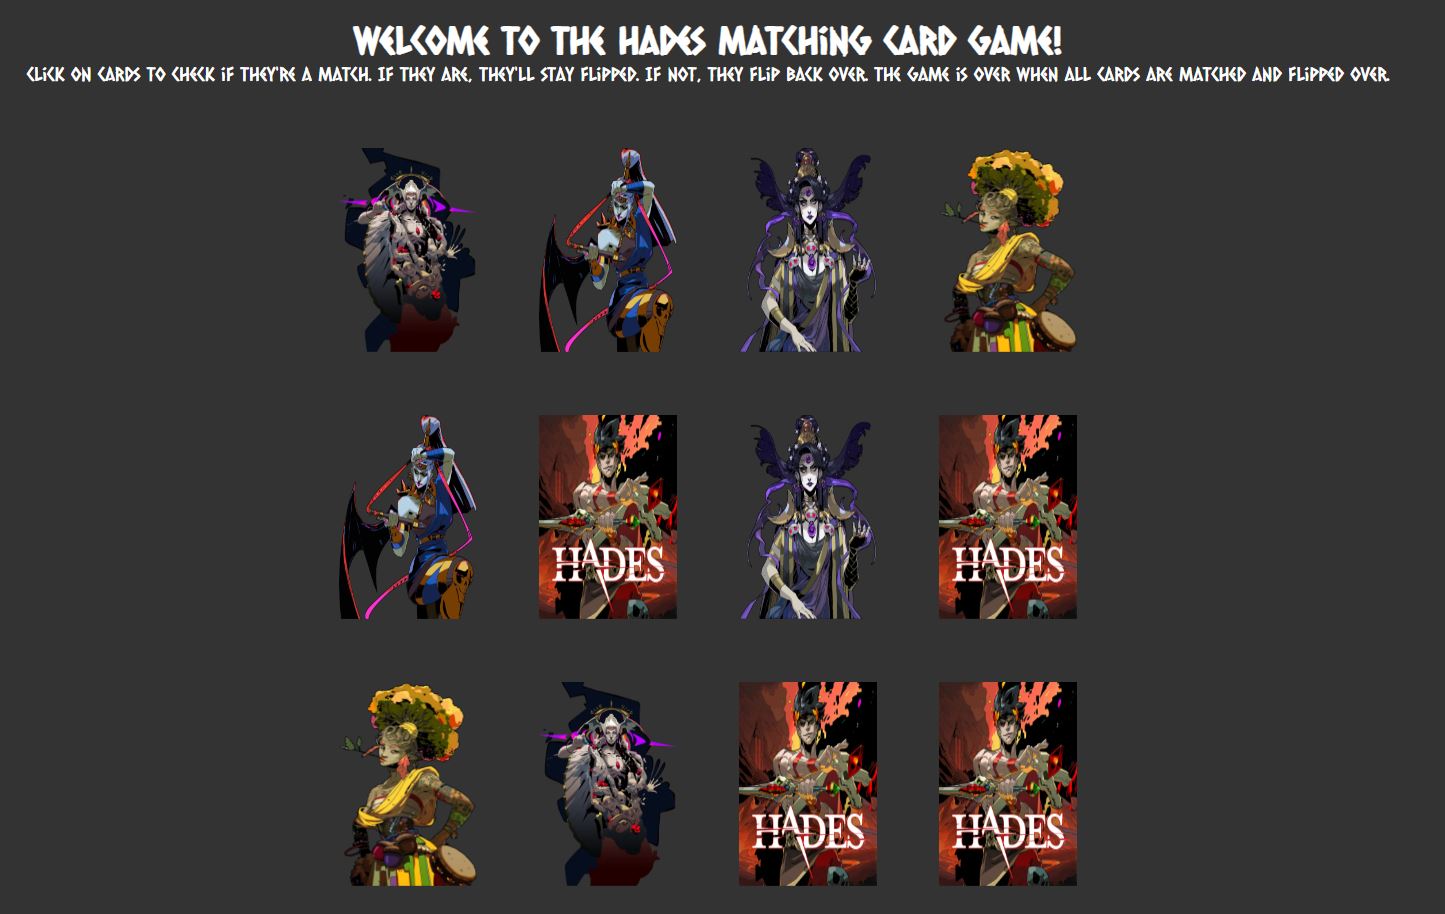 WELCOME TO THE HADES MATCHING CARD GAME!
CLICK ON CARDS TO CHECK IF THEY'RE A MATCH. IF THEY ARE, THEY'LL STAY FLIPPED. IF NOT, THEY FLIP BACK OVER. THE GAME IS OVER WHEN ALL CARDS ARE MATCHED AND FLIPPED OVER.
HADES
HADES
HADES
HADES